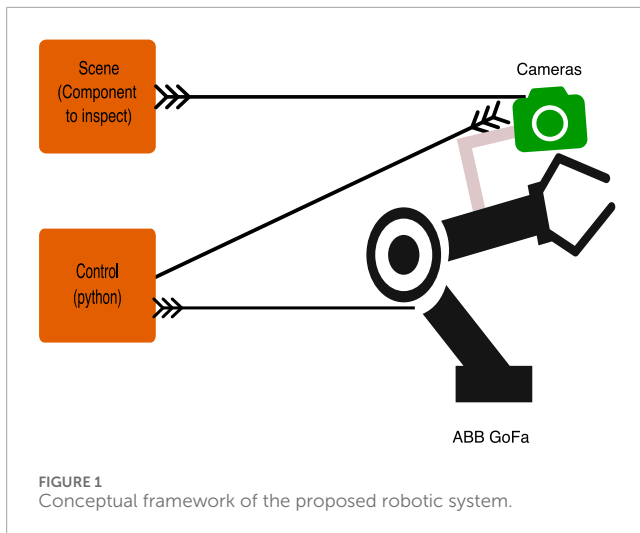 Scene
(Component
to inspect)
Cameras
Control
(python)
ABB GoFa
FIGURE 1
Conceptual framework of the proposed robotic system.